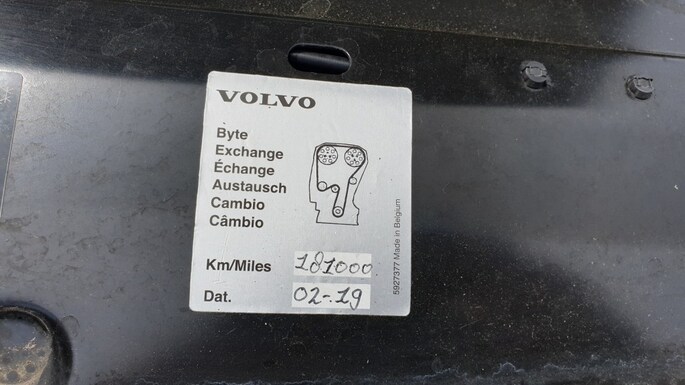 VOLVO
Byte
Exchange
Échange
Austausch
Cambio
Câmbio
Km/Miles 181000
Dat. 02-19
5927377 Made in Belgium